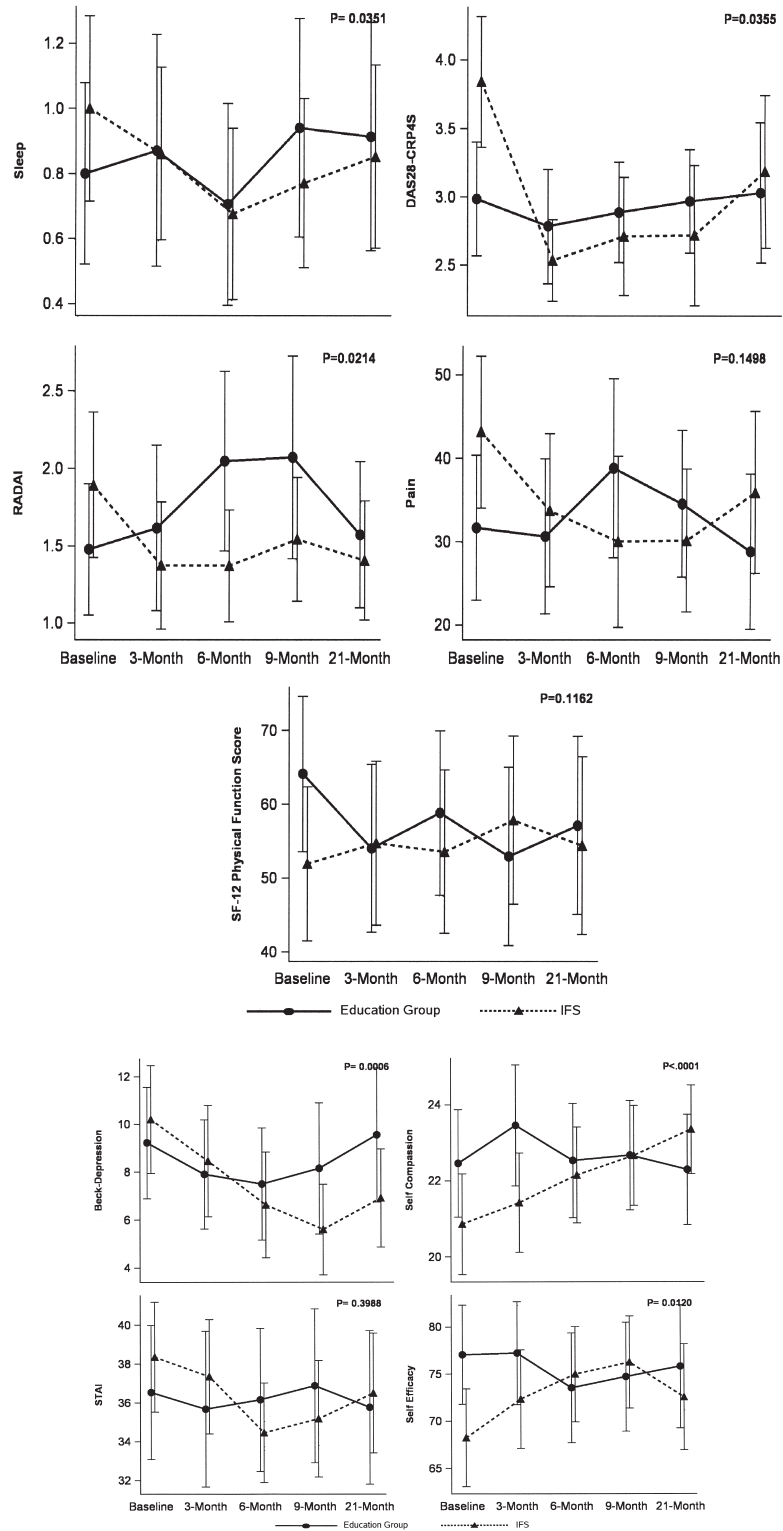 P= 0.0351
Sleep
1.2
1.0
0.8
0.6
0.4
P=0.0355
DAS28-CRP4S
4.0
3.5
3.0
2.5
P=0.0214
RADAI
2.5
2.0
1.5
1.0
Baseline 3-Month 6-Month 9-Month 21-Month
P=0.1498
Pain
50
40
30
20
Baseline 3-Month 6-Month 9-Month 21-Month
P=0.1162
SF-12 Physical Function Score
70
60
50
40
Baseline 3-Month 6-Month 9-Month 21-Month
Education Group IFS
P= 0.0006
Beck-Depression
12
10
8
6
4
P<.0001
Self Compassion
24
22
20
P= 0.3988
STAI
40
38
36
34
32
Baseline 3-Month 6-Month 9-Month 21-Month
P= 0.0120
Self Efficacy
80
75
70
65
Baseline 3-Month 6-Month 9-Month 21-Month
Education Group IFS